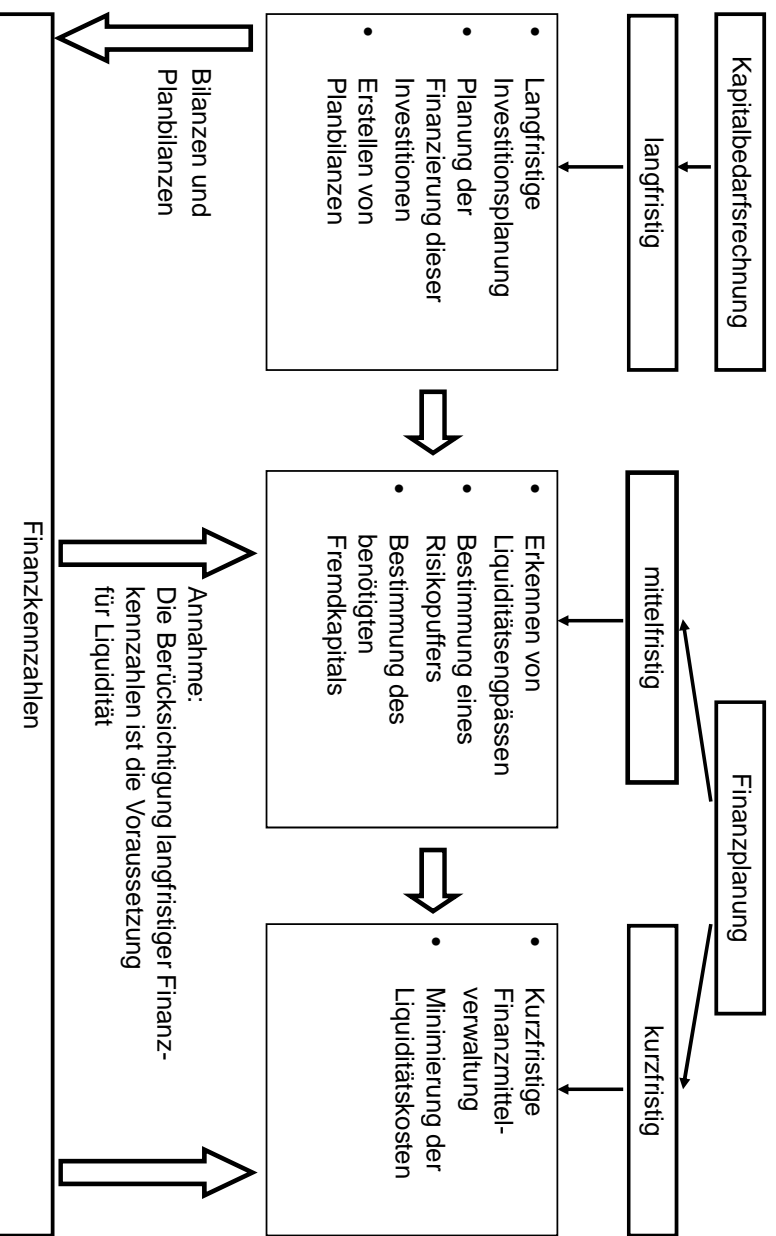 Kapitalbedarfsrechnung
Finanzplanung
langfristig
mittelfristig
kurzfristig
• Langfristige
Investitionsplanung
• Planung der
Finanzierung dieser
Investitionen
• Erstellen von
Planbilanzen
• Erkennen von
Liquiditätsengpässen
• Bestimmung eines
Risikopuffers
• Bestimmung des
benötigten
Fremdkapitals
• Kurzfristige
Finanzmittel-
verwaltung
• Minimierung der
Liquiditätskosten
Bilanzen und
Planbilanzen
Annahme:
Die Berücksichtigung langfristiger Finanz-
kennzahlen ist die Voraussetzung
für Liquidität
Finanzkennzahlen